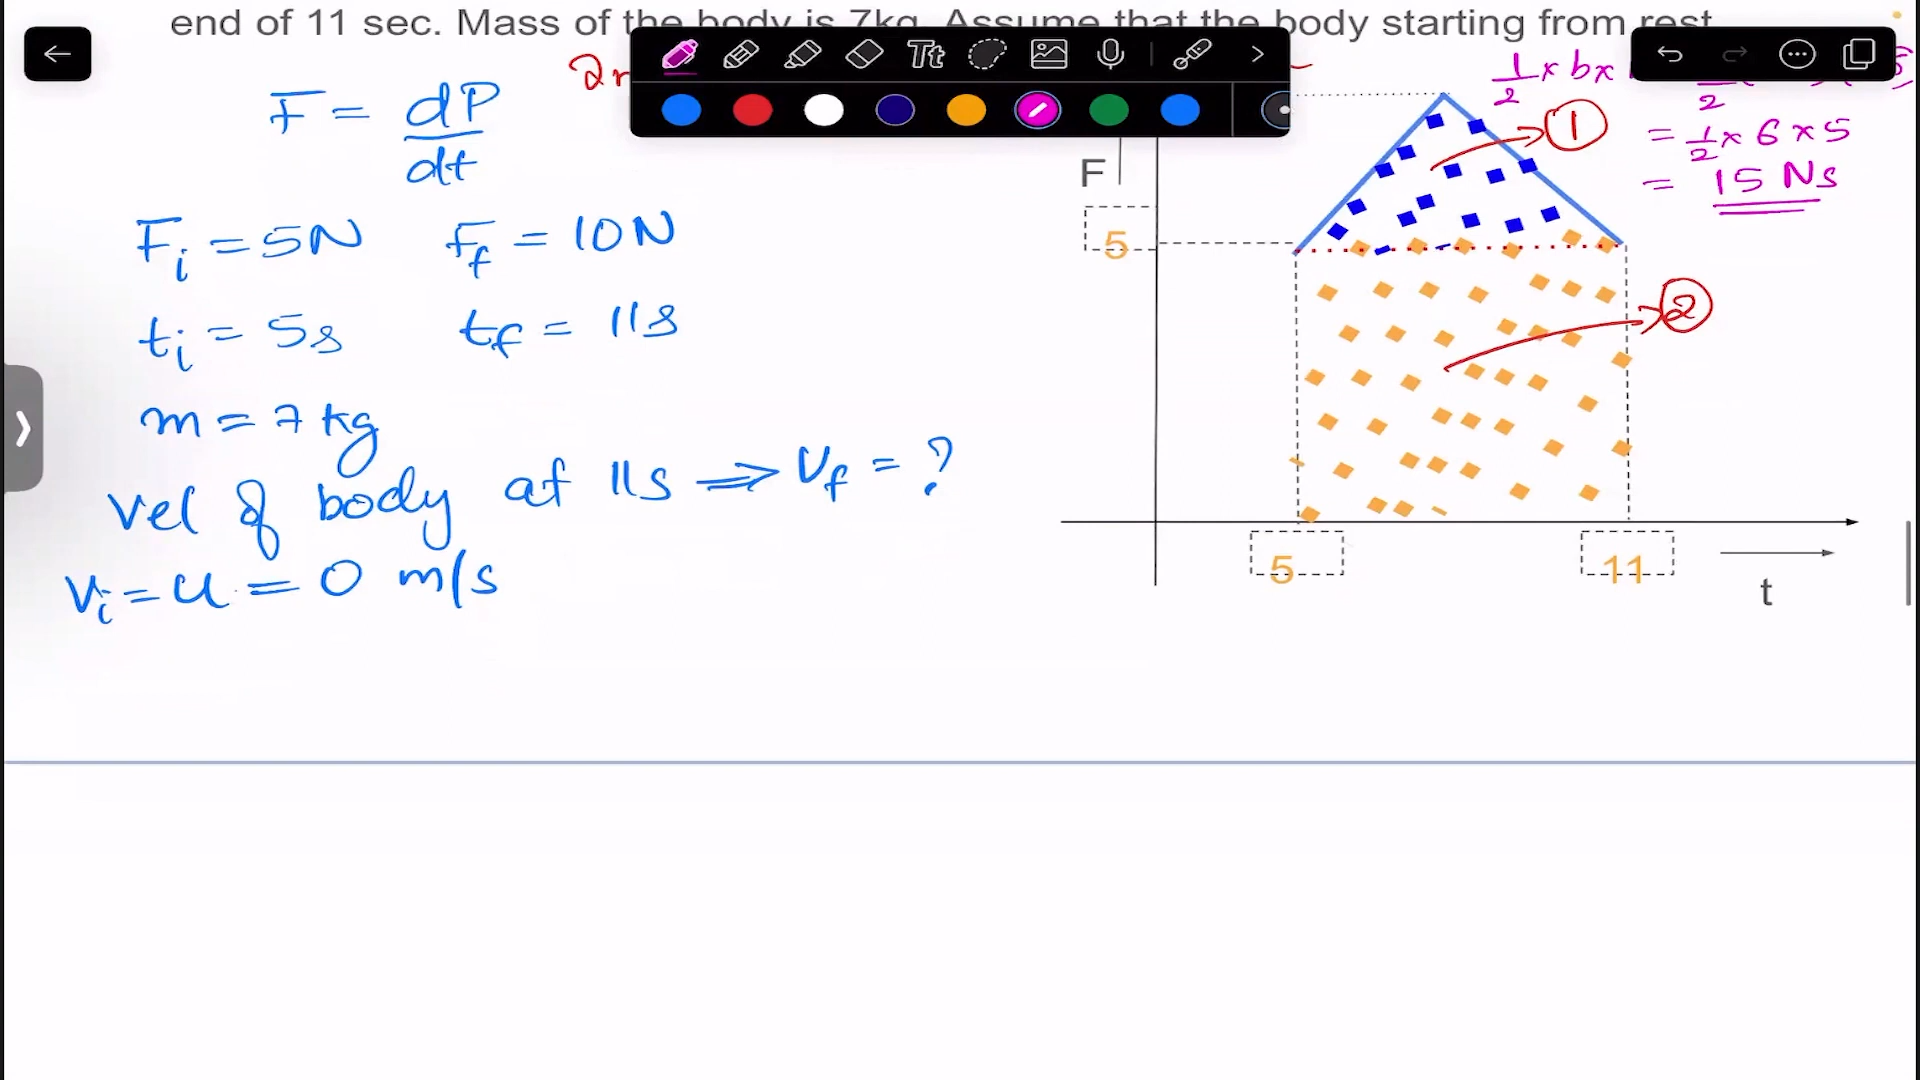 end of 11 sec. Mass of the body is 7kg. Assume that the body starting from rest
F = dP/dt
Fi = 5N Ff = 10N
ti = 5s tf = 11s
m = 7 kg
Vel of body at 11s ⟹ Vf = ?
Vi = u = 0 m/s
Tt
1/2 x b x
2
= 1/2 x 6 x 5
= 15 Ns
1
F
5
2
5
11
t